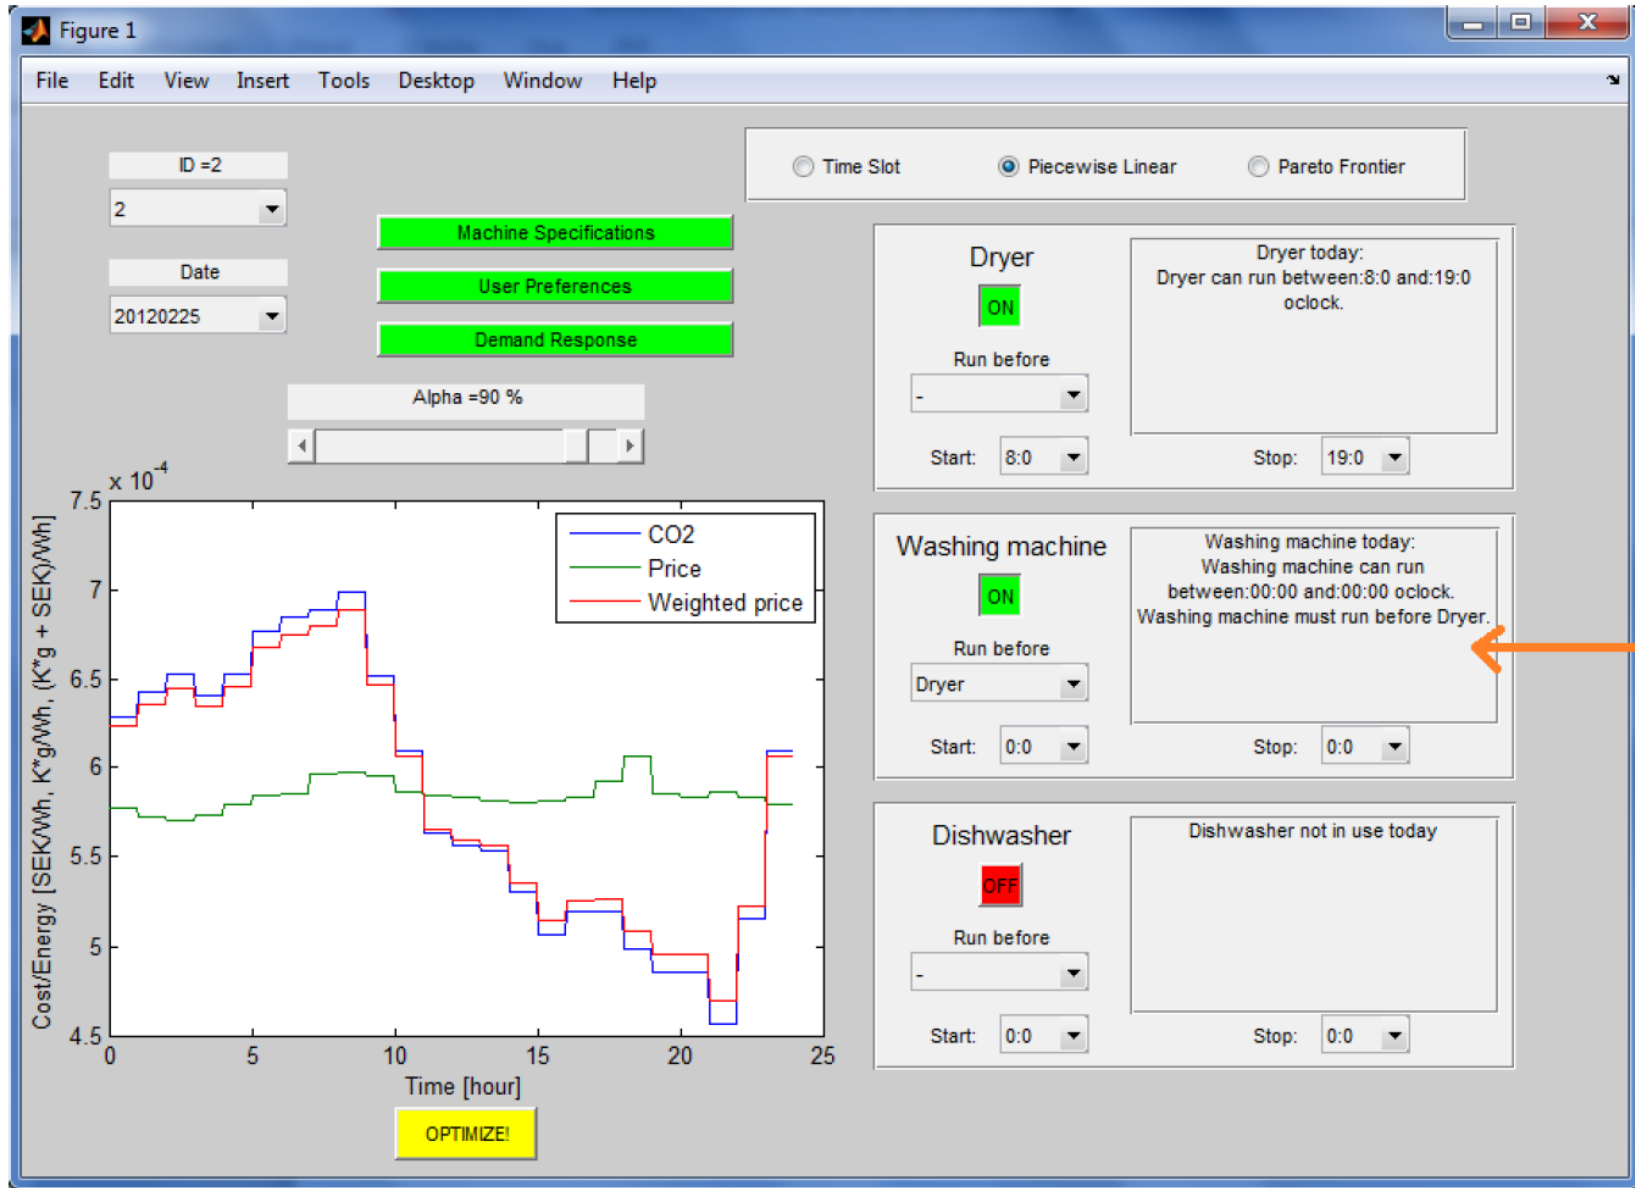 Figure 1
File Edit View Insert Tools Desktop Window Help
ID =2
2
Date
20120225
Machine Specifications
User Preferences
Demand Response
Alpha =90 %
Time Slot Piecewise Linear Pareto Frontier
Dryer
ON
Run before
-
Start: 8:0
Stop: 19:0
Dryer today:
Dryer can run between:8:0 and:19:0
oclock.
Washing machine
ON
Run before
Dryer
Start: 0:0
Stop: 0:0
Washing machine today:
Washing machine can run
between:00:00 and:00:00 oclock.
Washing machine must run before Dryer.
Dishwasher
OFF
Run before
-
Start: 0:0
Stop: 0:0
Dishwasher not in use today
x 10-4
7.5
7
6.5
6
5.5
5
4.5
0 5 10 15 20 25
Cost/Energy [SEK/Wh, K*g/Wh, (K*g + SEK)/Wh]
Time [hour]
CO2
Price
Weighted price
OPTIMIZE!